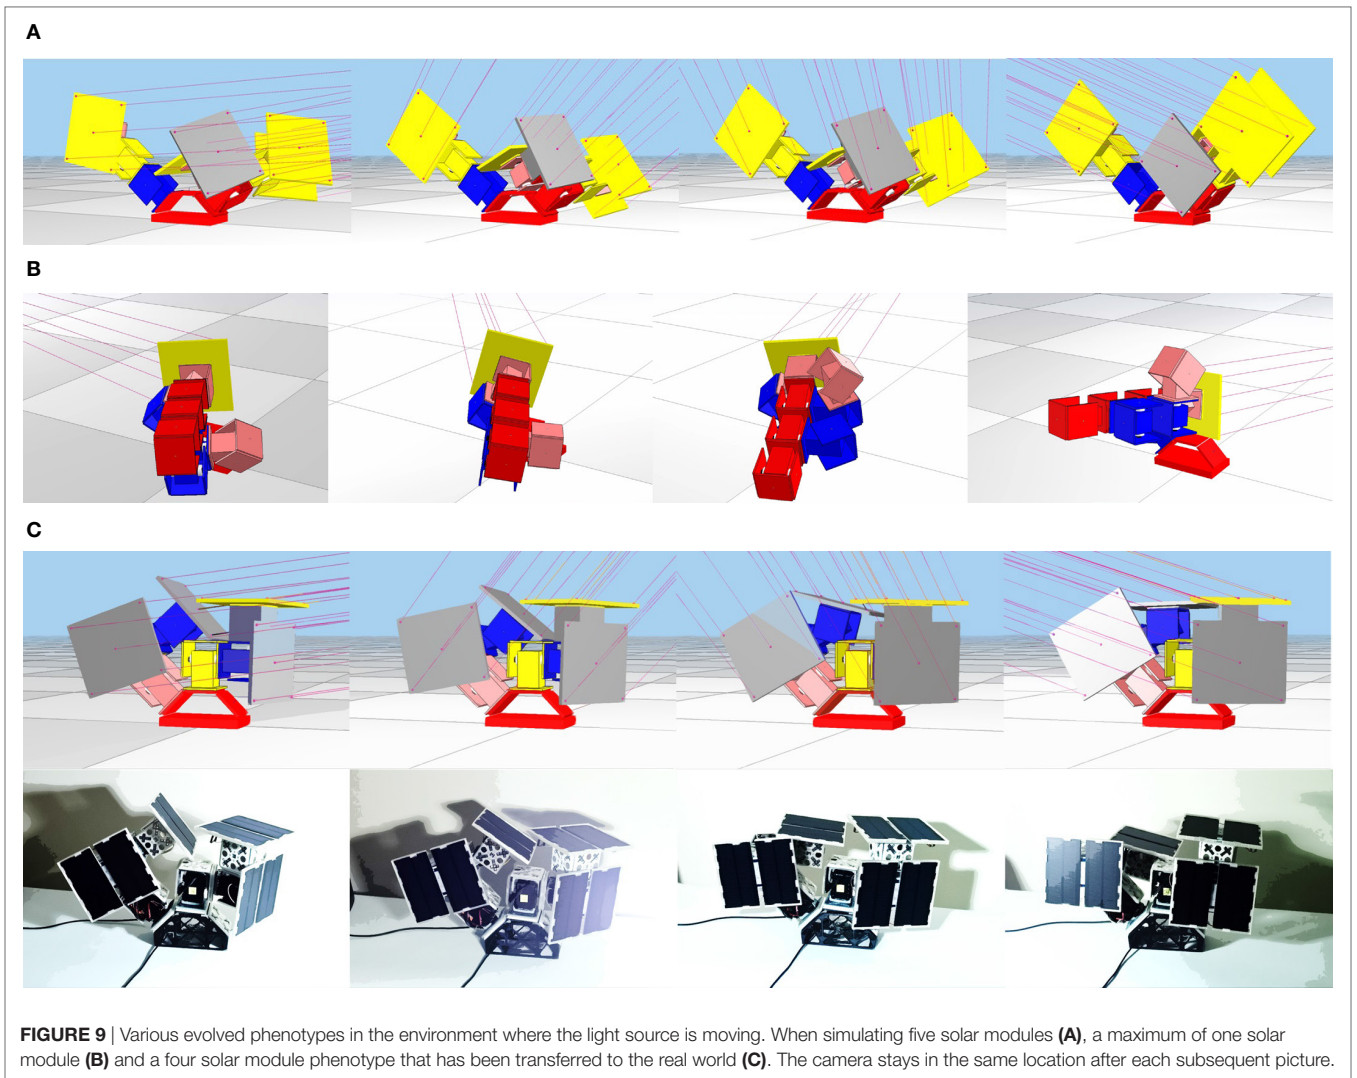 A
B
C
FIGURE 9 | Various evolved phenotypes in the environment where the light source is moving. When simulating five solar modules (A), a maximum of one solar
module (B) and a four solar module phenotype that has been transferred to the real world (C). The camera stays in the same location after each subsequent picture.